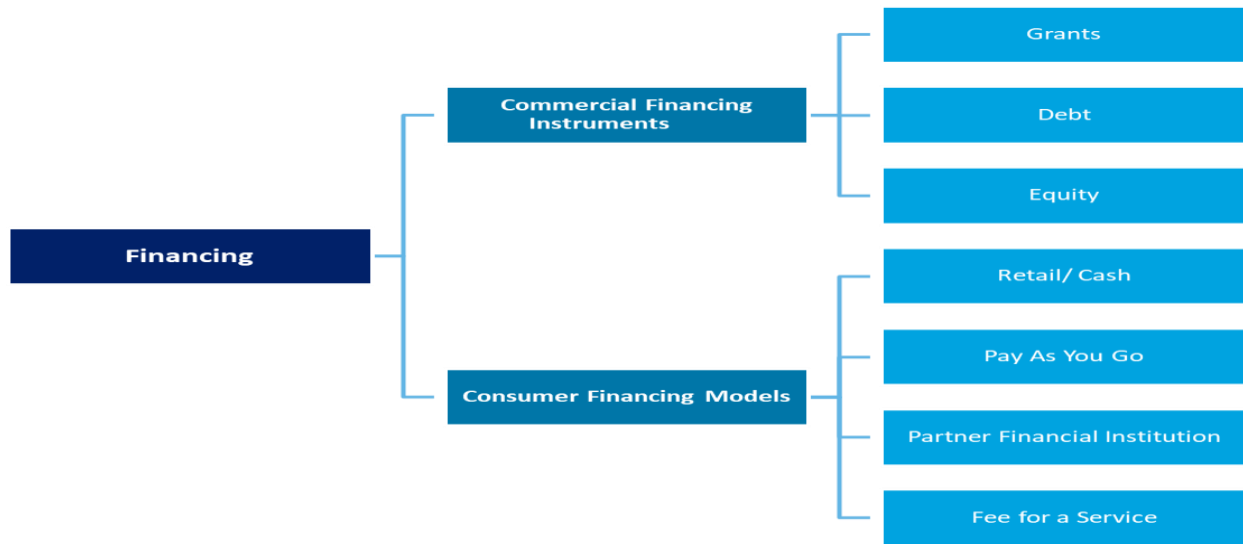 Financing
Commercial Financing
Instruments
Consumer Financing Models
Grants
Debt
Equity
Retail/ Cash
Pay As You Go
Partner Financial Institution
Fee for a Service